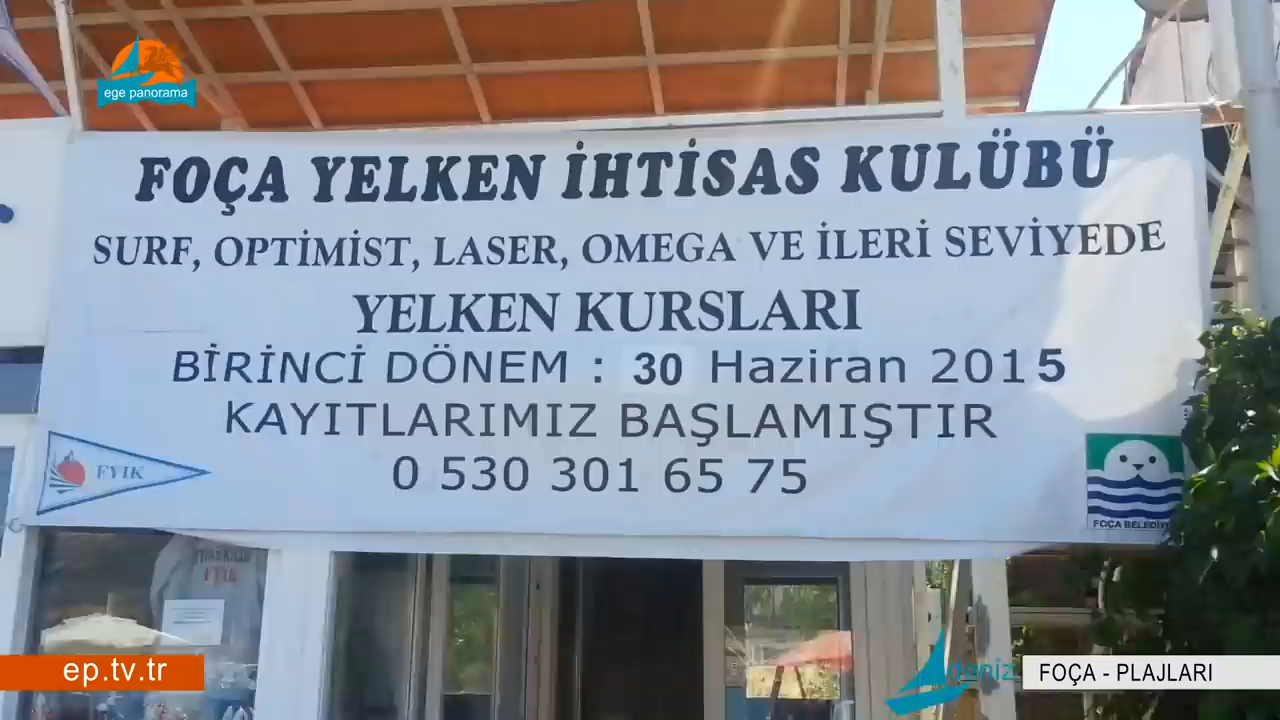 ege panorama
FOÇA YELKEN İHTİSAS KULÜBÜ
SURF, OPTİMİST, LASER, OMEGA VE İLERİ SEVİYEDE
YELKEN KURSLARI
BİRİNCİ DÖNEM : 30 Haziran 2015
KAYITLARIMIZ BAŞLAMIŞTIR
0 530 301 65 75
FYIK
FOÇA
FYIK
ep.tv.tr
deniz
FOÇA - PLAJLARI